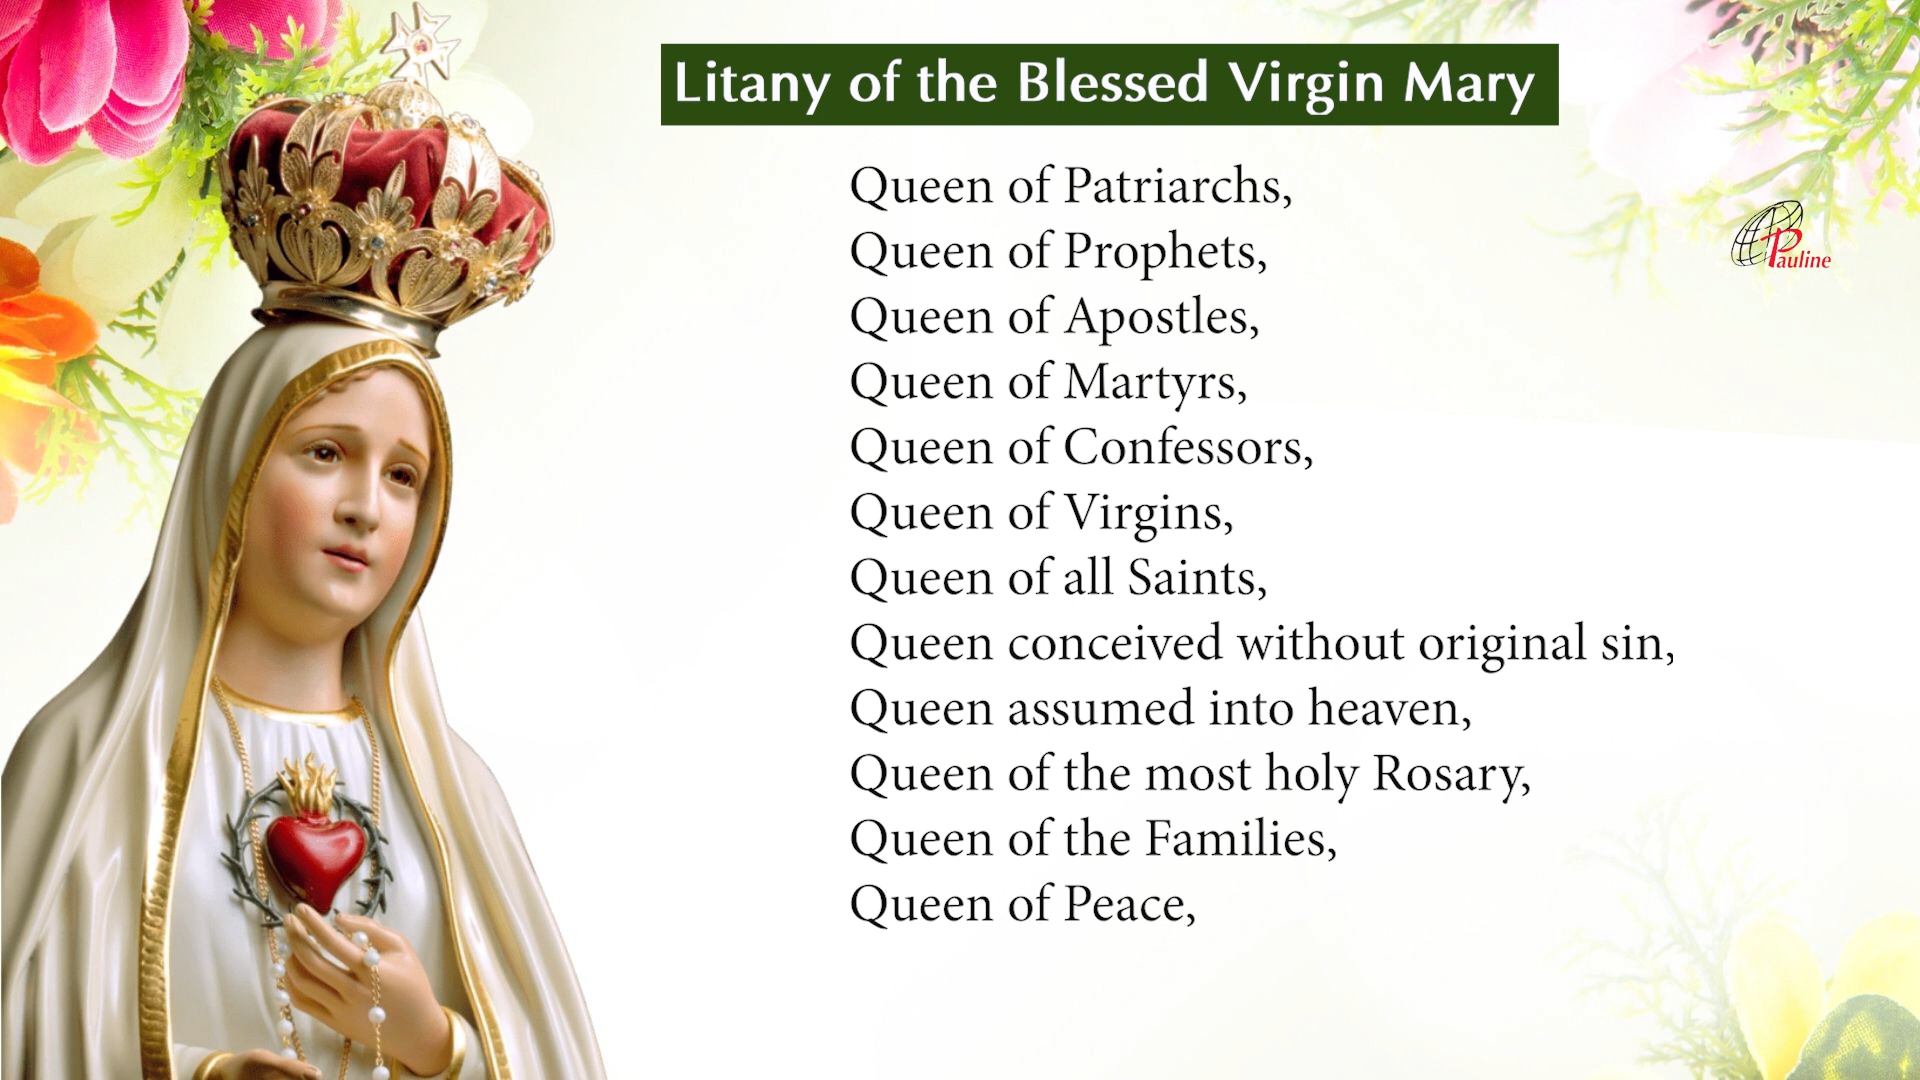 Litany of the Blessed Virgin Mary
Queen of Patriarchs,
Queen of Prophets,
Queen of Apostles,
Queen of Martyrs,
Queen of Confessors,
Queen of Virgins,
Queen of all Saints,
Queen conceived without original sin,
Queen assumed into heaven,
Queen of the most holy Rosary,
Queen of the Families,
Queen of Peace,
Pauline